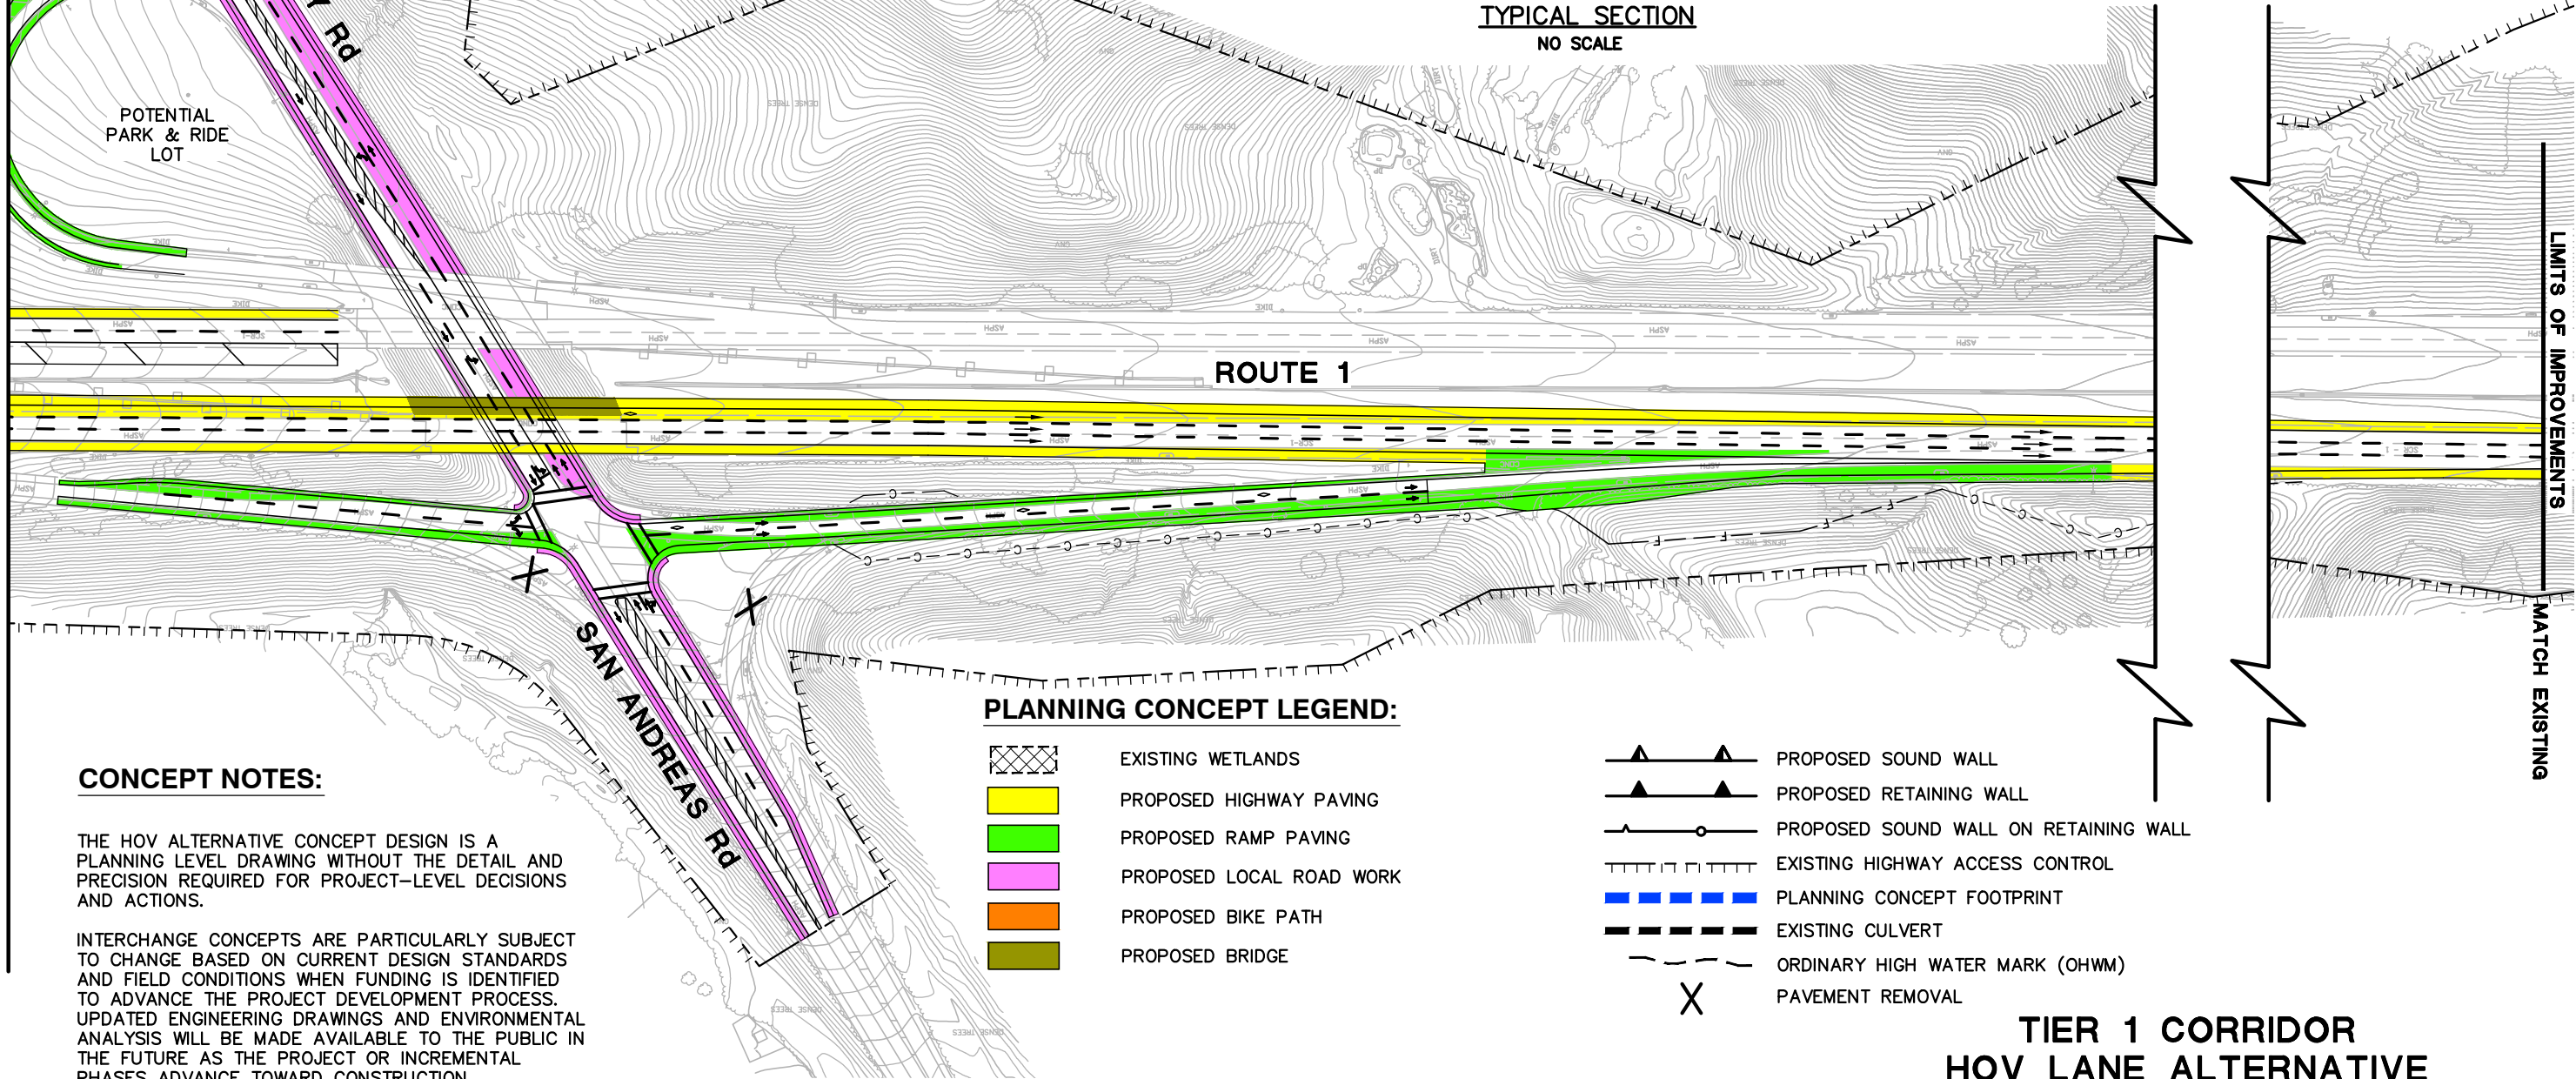 TYPICAL SECTION
NO SCALE
Y Rd
POTENTIAL
PARK & RIDE
LOT
ROUTE 1
LIMITS OF IMPROVEMENTS
MATCH EXISTING
SAN ANDREAS Rd
CONCEPT NOTES:
THE HOV ALTERNATIVE CONCEPT DESIGN IS A
PLANNING LEVEL DRAWING WITHOUT THE DETAIL AND
PRECISION REQUIRED FOR PROJECT-LEVEL DECISIONS
AND ACTIONS.
INTERCHANGE CONCEPTS ARE PARTICULARLY SUBJECT
TO CHANGE BASED ON CURRENT DESIGN STANDARDS
AND FIELD CONDITIONS WHEN FUNDING IS IDENTIFIED
TO ADVANCE THE PROJECT DEVELOPMENT PROCESS.
UPDATED ENGINEERING DRAWINGS AND ENVIRONMENTAL
ANALYSIS WILL BE MADE AVAILABLE TO THE PUBLIC IN
THE FUTURE AS THE PROJECT OR INCREMENTAL
PHASES ADVANCE TOWARD CONSTRUCTION
PLANNING CONCEPT LEGEND:
EXISTING WETLANDS
PROPOSED HIGHWAY PAVING
PROPOSED RAMP PAVING
PROPOSED LOCAL ROAD WORK
PROPOSED BIKE PATH
PROPOSED BRIDGE
PROPOSED SOUND WALL
PROPOSED RETAINING WALL
PROPOSED SOUND WALL ON RETAINING WALL
EXISTING HIGHWAY ACCESS CONTROL
PLANNING CONCEPT FOOTPRINT
EXISTING CULVERT
ORDINARY HIGH WATER MARK (OHWM)
PAVEMENT REMOVAL
TIER 1 CORRIDOR
HOV LANE ALTERNATIVE